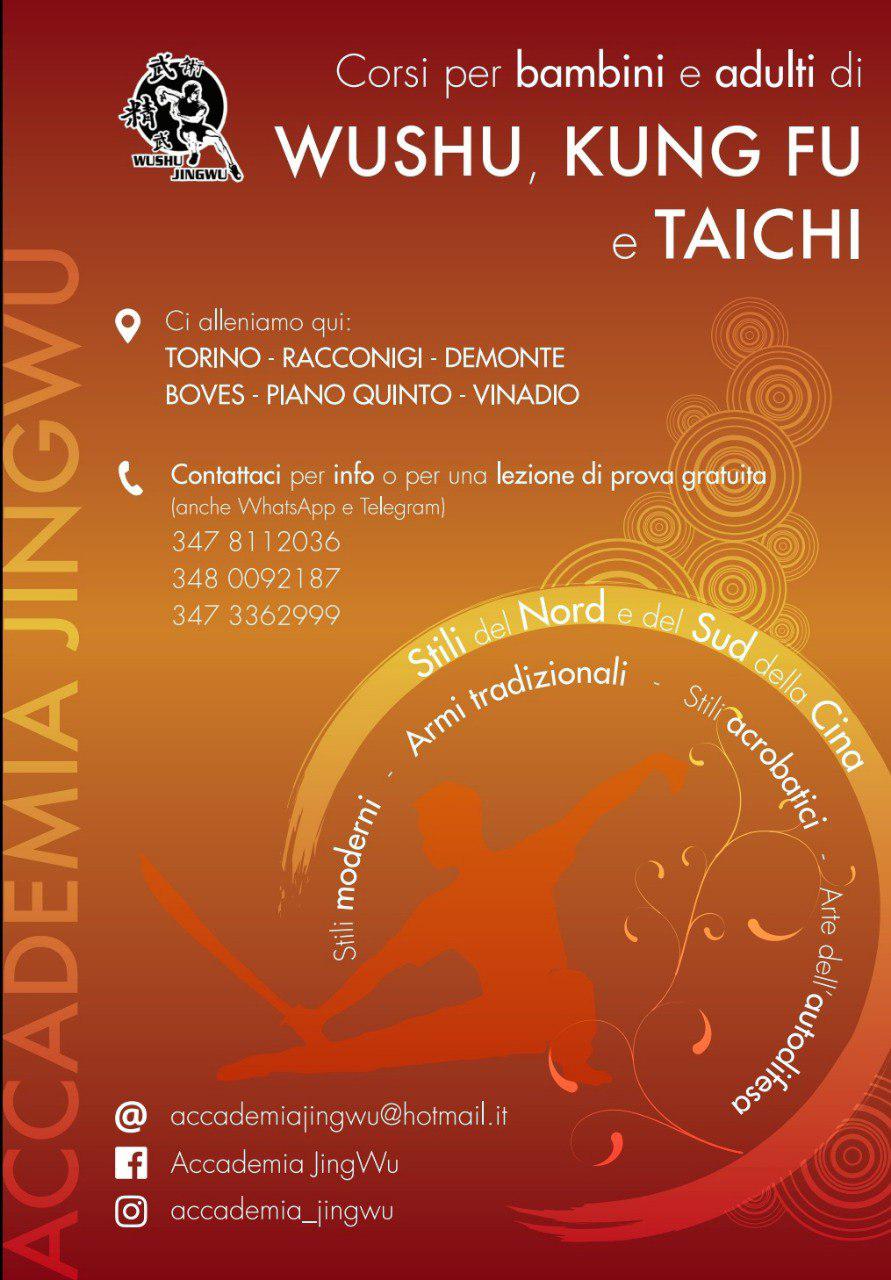 武術
精武
WUSHU
JINGWU
Corsi per bambini e adulti di
WUSHU, KUNG FU
e TAICHI
ACCADEMIA JINGWU
Ci alleniamo qui:
TORINO - RACCONIGI - DEMONTE
BOVES - PIANO QUINTO - VINADIO
Contattaci per info o per una lezione di prova gratuita
(anche WhatsApp e Telegram)
347 8112036
348 0092187
347 3362999
Stili del Nord e del Sud della Cina
Stili moderni - Armi tradizionali - Stili acrobatici - Arte dell'autodifesa
@ accademiajingwu@hotmail.it
Accademia JingWu
accademia_jingwu